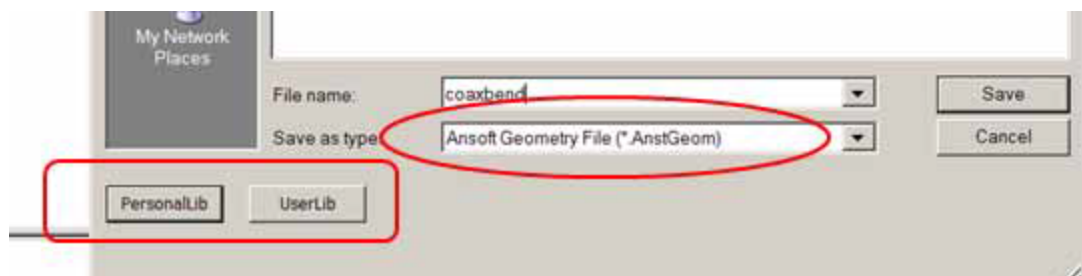 My Network
Places
File name:
coaxbend
Save
Save as type
Ansoft Geometry File (*.AnstGeom)
Cancel
PersonalLib
UserLib